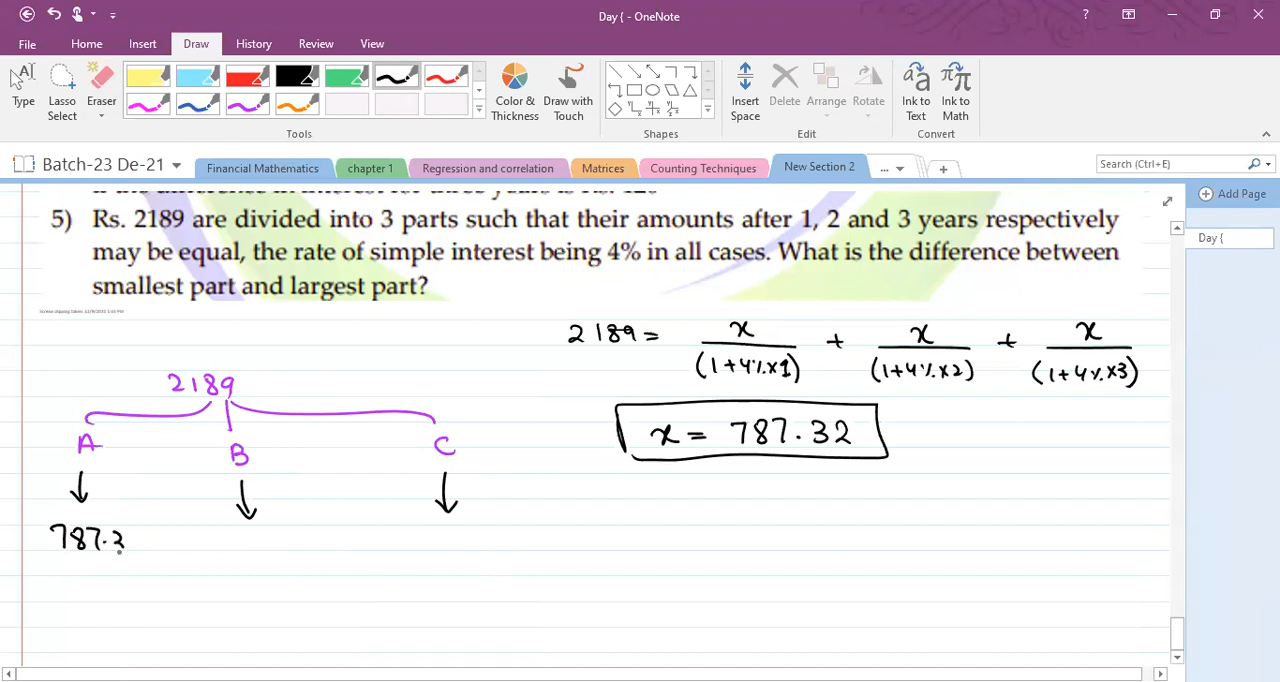 Day { - OneNote
File Home Insert Draw History Review View
Type
Lasso Select
Eraser
Color & Thickness
Draw with Touch
Insert Space
Delete
Arrange
Rotate
Ink to Text
Ink to Math
Tools
Shapes
Edit
Convert
Batch-23 De-21
Financial Mathematics
chapter 1
Regression and correlation
Matrices
Counting Techniques
New Section 2
...
Search (Ctrl+E)
Add Page
Day {
5) Rs. 2189 are divided into 3 parts such that their amounts after 1, 2 and 3 years respectively
may be equal, the rate of simple interest being 4% in all cases. What is the difference between
smallest part and largest part?
2189 = x/(1+4%×1) + x/(1+4%×2) + x/(1+4%×3)
x = 787.32
2189
A B C
787.3